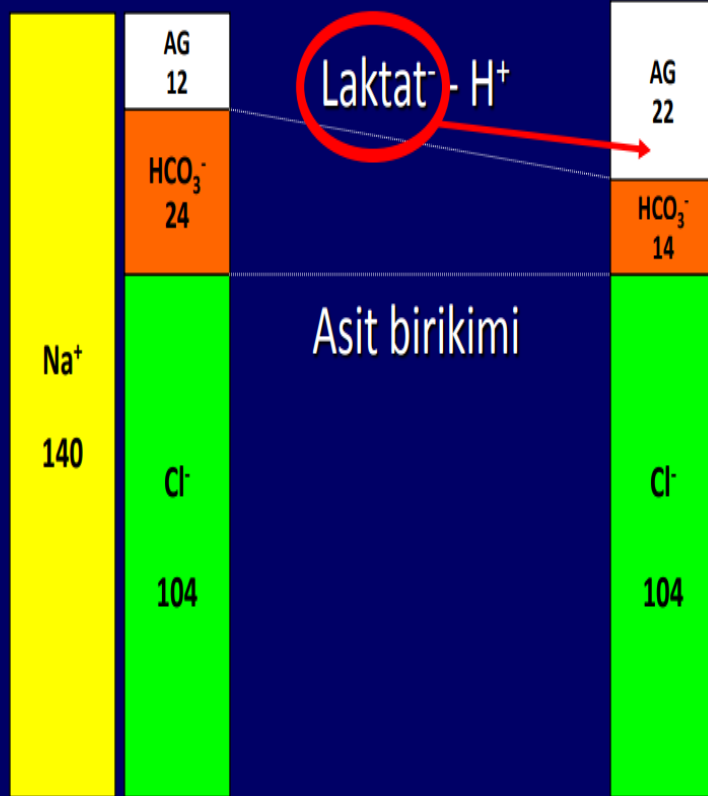 Na⁺
140
AG
12
HCO₃⁻
24
Cl⁻
104
Laktat⁻ - H⁺
Asit birikimi
AG
22
HCO₃⁻
14
Cl⁻
104